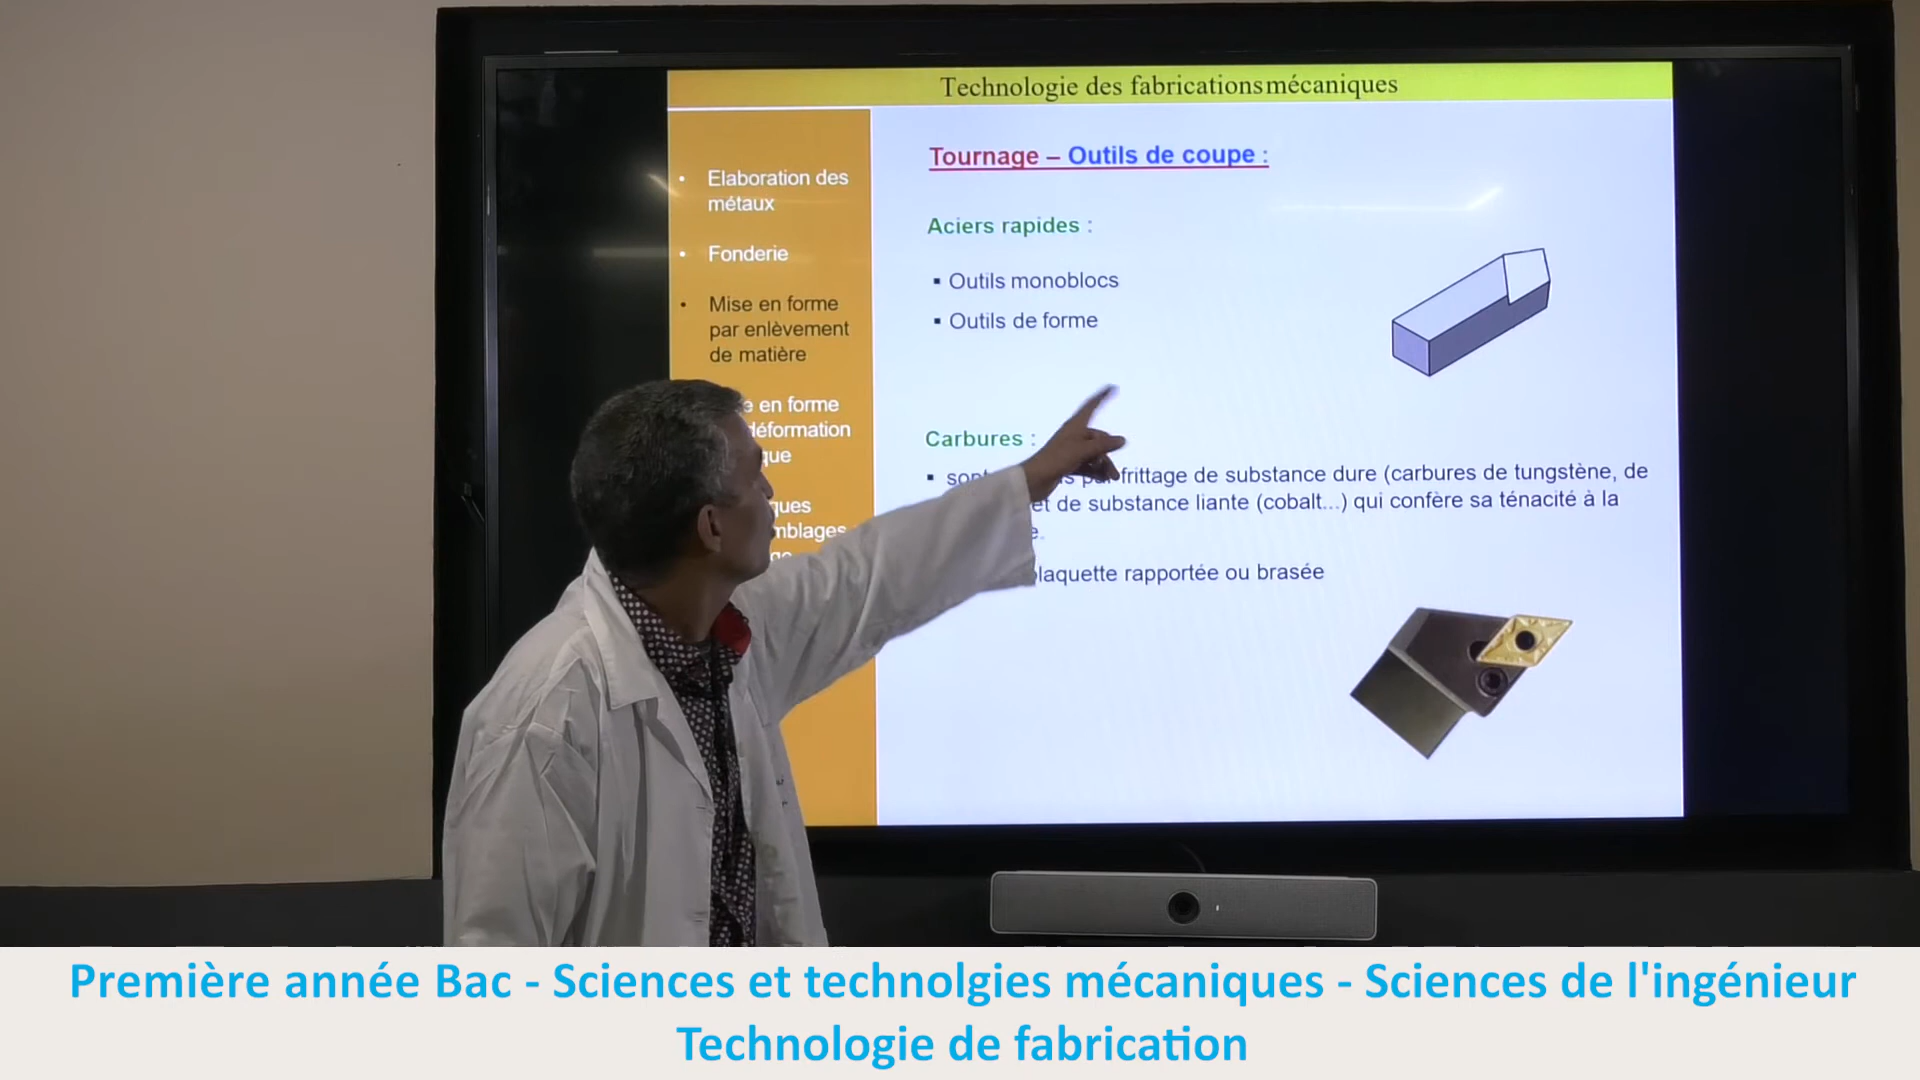 Technologie des fabrications mécaniques
• Elaboration des
métaux
• Fonderie
• Mise en forme
par enlèvement
de matière
en forme
déformation
Tournage – Outils de coupe :
Aciers rapides :
▪ Outils monoblocs
▪ Outils de forme
Carbures :
▪ frittage de substance dure (carbures de tungstène, de
et de substance liante (cobalt...) qui confère sa ténacité à la
plaquette rapportée ou brasée
Première année Bac - Sciences et technolgies mécaniques - Sciences de l'ingénieur
Technologie de fabrication